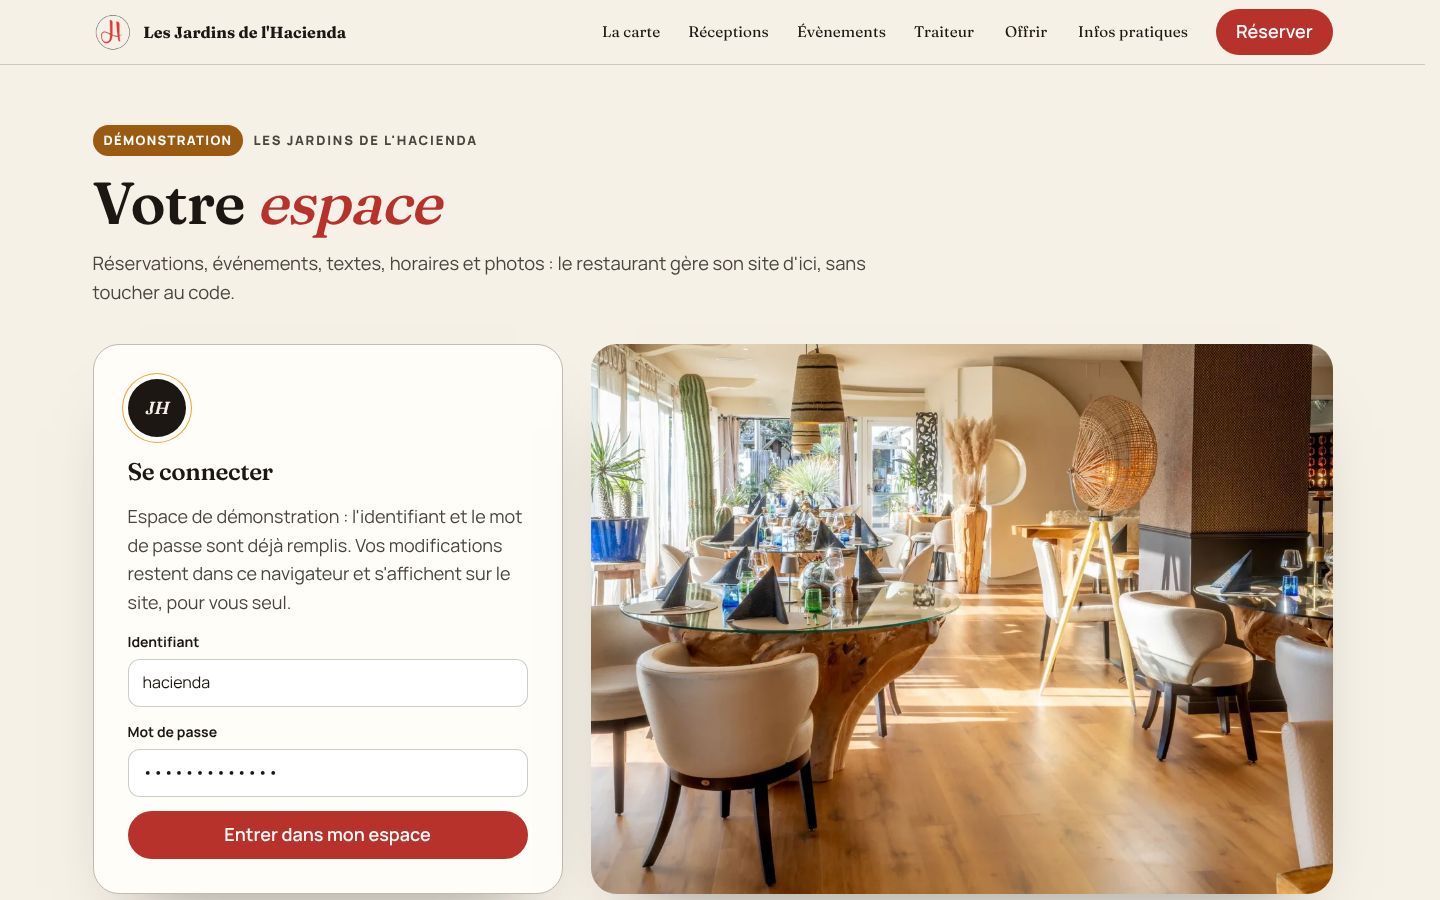 Les Jardins de l'Hacienda
La carte
Réceptions
Évènements
Traiteur
Offrir
Infos pratiques
Réserver
DÉMONSTRATION
LES JARDINS DE L'HACIENDA
Votre espace
Réservations, événements, textes, horaires et photos : le restaurant gère son site d'ici, sans
toucher au code.
JH
Se connecter
Espace de démonstration : l'identifiant et le mot
de passe sont déjà remplis. Vos modifications
restent dans ce navigateur et s'affichent sur le
site, pour vous seul.
Identifiant
hacienda
Mot de passe
•••••••••••••
Entrer dans mon espace